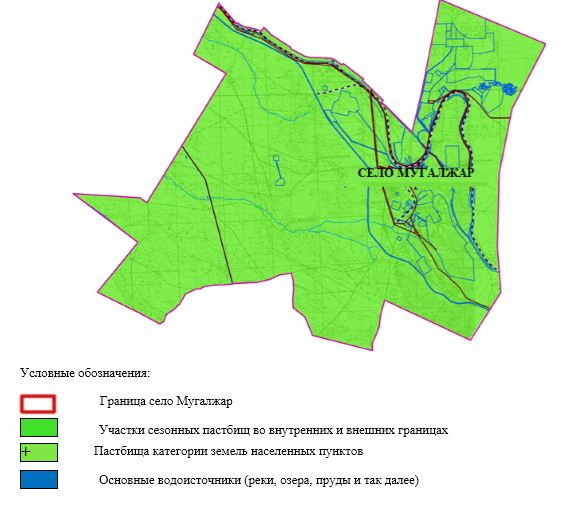 СЕЛО МУГАЛЖАР
Условные обозначения:
Граница село Мугалжар
Участки сезонных пастбищ во внутренних и внешних границах
Пастбища категории земель населенных пунктов
Основные водоисточники (реки, озера, пруды и так далее)